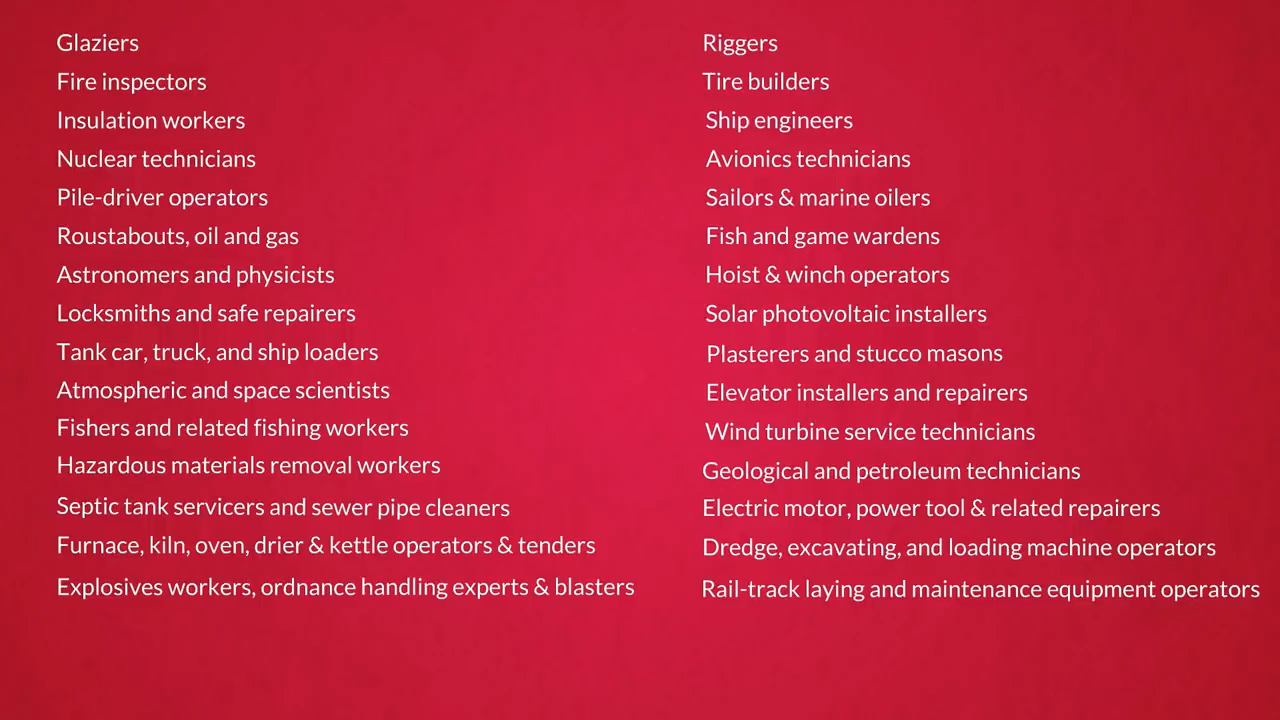 Glaziers
Fire inspectors
Insulation workers
Nuclear technicians
Pile-driver operators
Roustabouts, oil and gas
Astronomers and physicists
Locksmiths and safe repairers
Tank car, truck, and ship loaders
Atmospheric and space scientists
Fishers and related fishing workers
Hazardous materials removal workers
Septic tank servicers and sewer pipe cleaners
Furnace, kiln, oven, drier & kettle operators & tenders
Explosives workers, ordnance handling experts & blasters
Riggers
Tire builders
Ship engineers
Avionics technicians
Sailors & marine oilers
Fish and game wardens
Hoist & winch operators
Solar photovoltaic installers
Plasterers and stucco masons
Elevator installers and repairers
Wind turbine service technicians
Geological and petroleum technicians
Electric motor, power tool & related repairers
Dredge, excavating, and loading machine operators
Rail-track laying and maintenance equipment operators